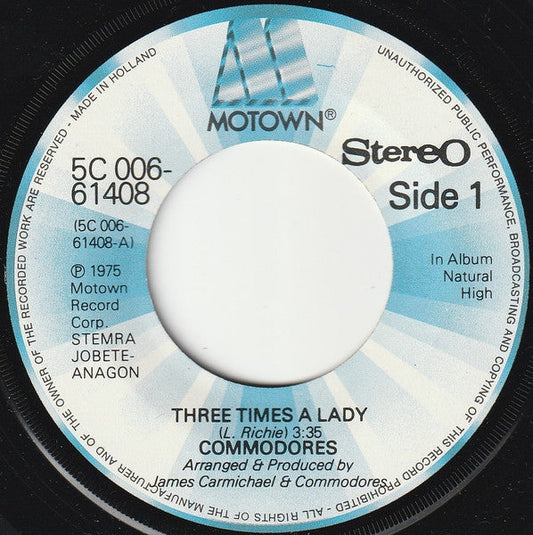 MOTOWN®
Stereo
Side 1
5C 006-
61408
(5C 006-
61408-A)
℗ 1975
Motown
Record
Corp.
STEMRA
JOBETE-
ANAGON
In Album
Natural
High
THREE TIMES A LADY
(L. Richie) 3:35
COMMODORES
Arranged & Produced by
James Carmichael & Commodores
UNAUTHORIZED PUBLIC PERFORMANCE, BROADCASTING AND COPYING OF THIS RECORD PROHIBITED - ALL RIGHTS OF THE MANUFACTURER AND OF THE OWNER OF THE RECORDED WORK ARE RESERVED - MADE IN HOLLAND